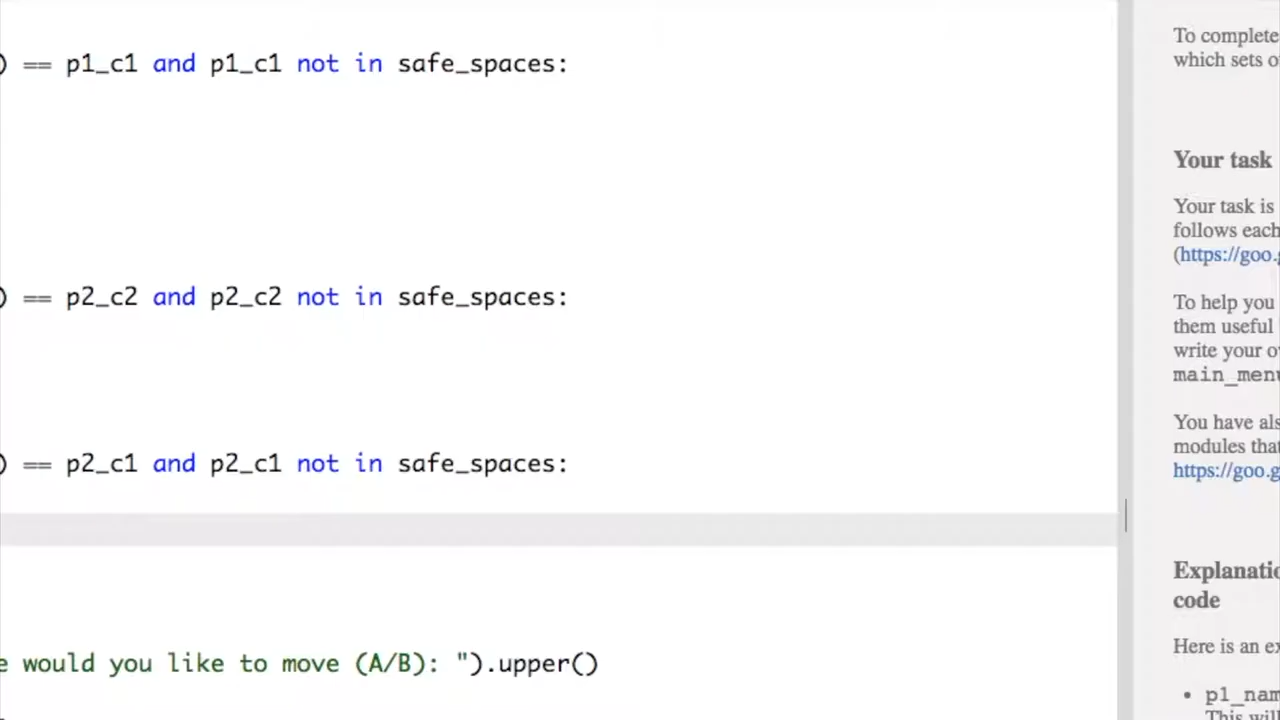 ) == p1_c1 and p1_c1 not in safe_spaces:
) == p2_c2 and p2_c2 not in safe_spaces:
) == p2_c1 and p2_c1 not in safe_spaces:
e would you like to move (A/B): ").upper()
To complete
which sets o
Your task
Your task is
follows each
(https://goo.g
To help you
them useful
write your o
main_menu
You have als
modules that
https://goo.g
Explanatio
code
Here is an ex
• p1_nam
This will